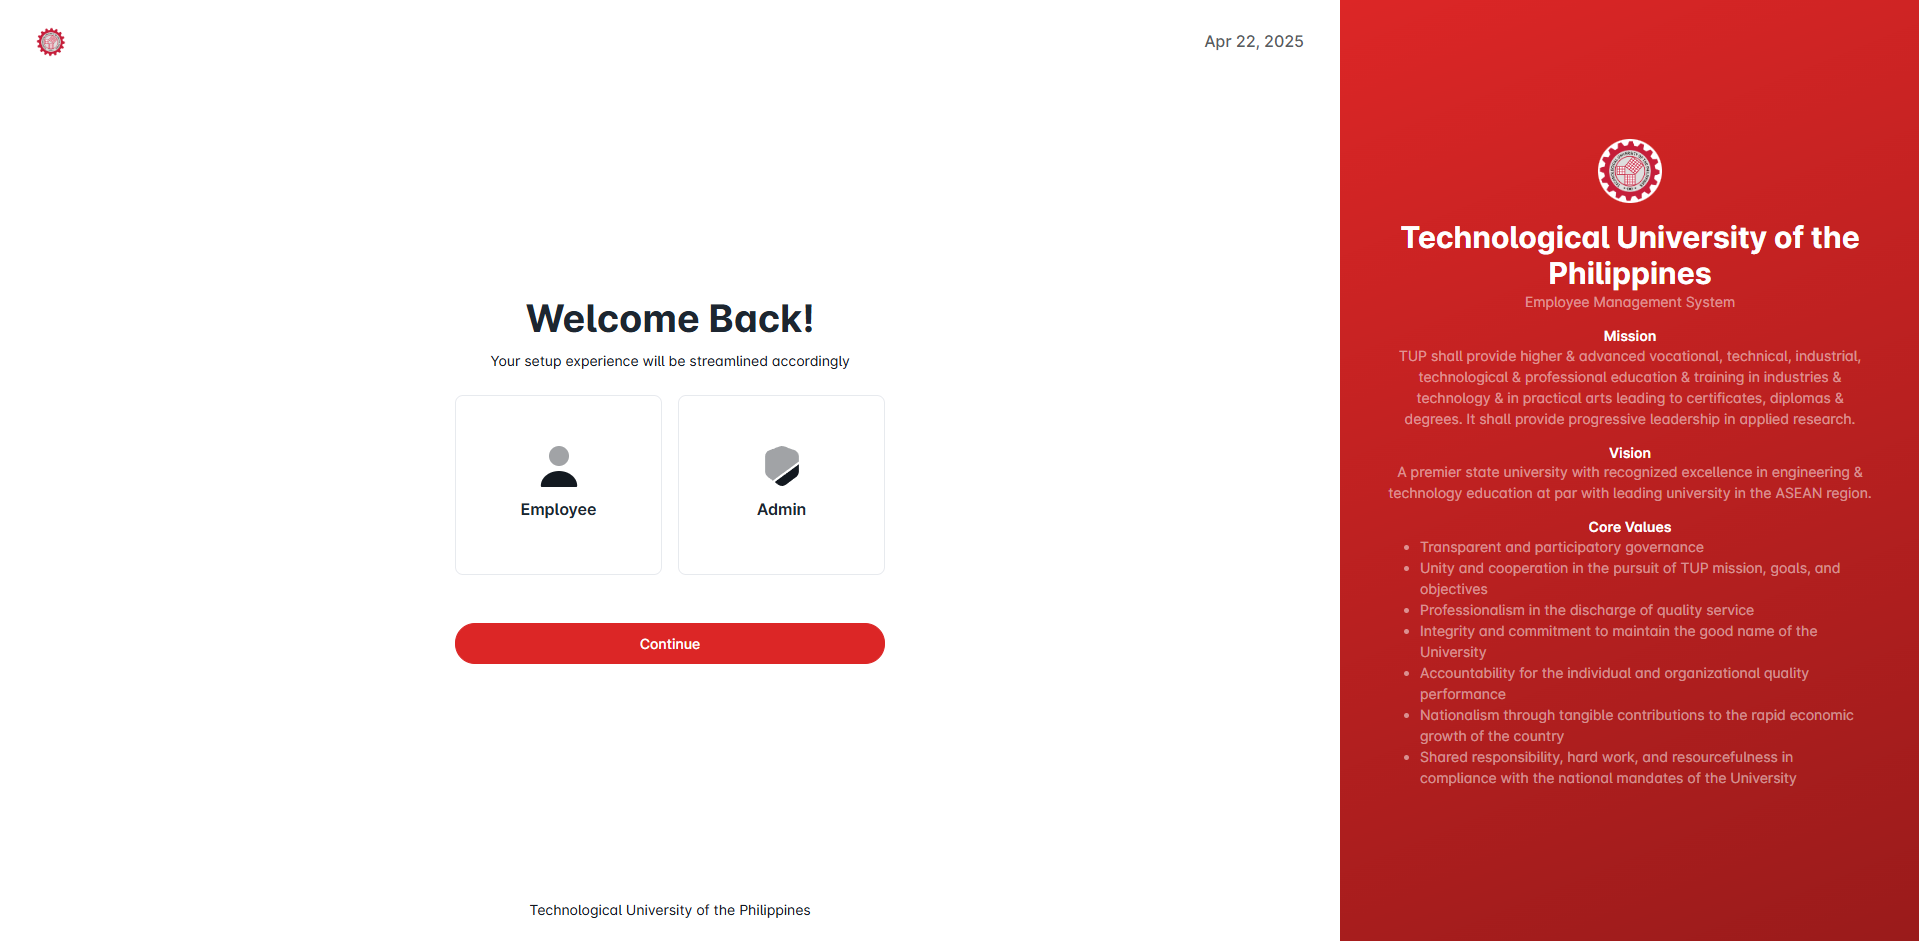 Apr 22, 2025
Welcome Back!
Your setup experience will be streamlined accordingly
Employee
Admin
Continue
Technological University of the Philippines
Technological University of the
Philippines
Employee Management System
Mission
TUP shall provide higher & advanced vocational, technical, industrial,
technological & professional education & training in industries &
technology & in practical arts leading to certificates, diplomas &
degrees. It shall provide progressive leadership in applied research.
Vision
A premier state university with recognized excellence in engineering &
technology education at par with leading university in the ASEAN region.
Core Values
• Transparent and participatory governance
• Unity and cooperation in the pursuit of TUP mission, goals, and
objectives
• Professionalism in the discharge of quality service
• Integrity and commitment to maintain the good name of the
University
• Accountability for the individual and organizational quality
performance
• Nationalism through tangible contributions to the rapid economic
growth of the country
• Shared responsibility, hard work, and resourcefulness in
compliance with the national mandates of the University